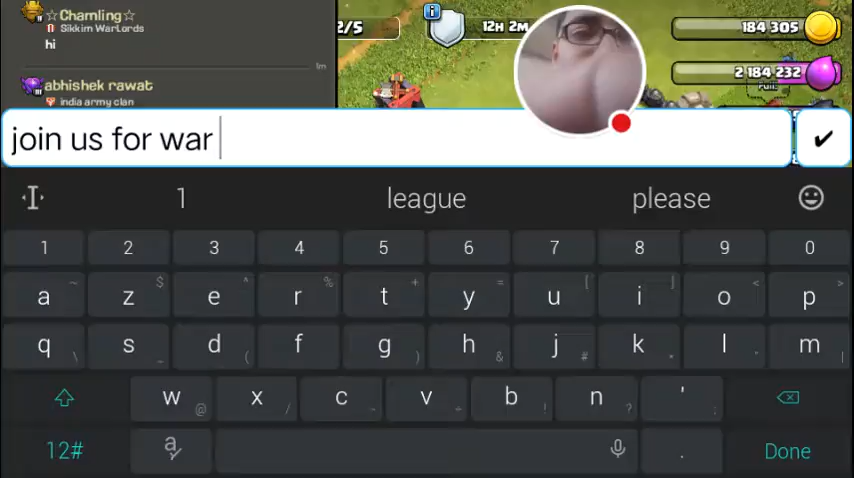 ☆Chamling☆
Sikkim WarLords
hi
1m
abhishek rawat
india army clan
2/5
12H 2M
184 305
2 184 232
Full!
join us for war
✔
1 league please
1 2 3 4 5 6 7 8 9 0
a ~ z $ e * r % t + y = u [ i ] o < p >
q \ s _ d ( f g ) h & j # k * l " m |
w @ x / c - v ÷ b ! n ? ' ;
12# a . Done